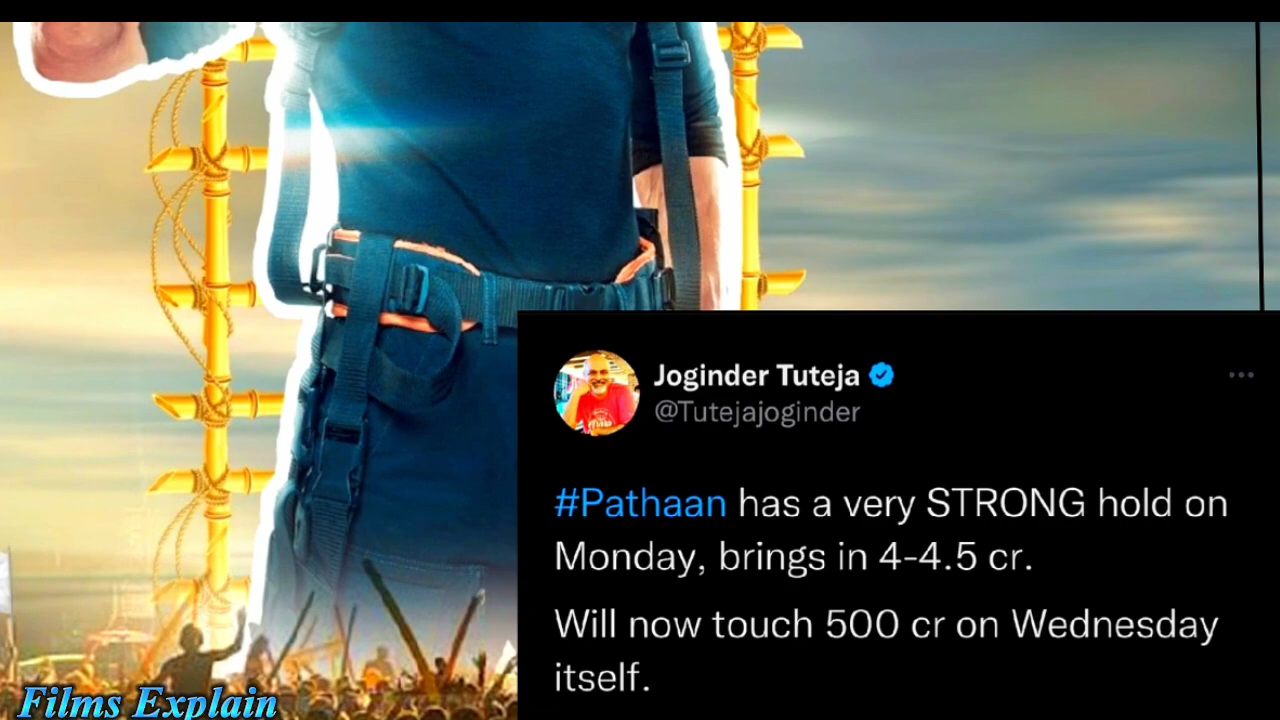 Joginder Tuteja
@Tutejajoginder
#Pathaan has a very STRONG hold on
Monday, brings in 4-4.5 cr.
Will now touch 500 cr on Wednesday
itself.
Films Explain